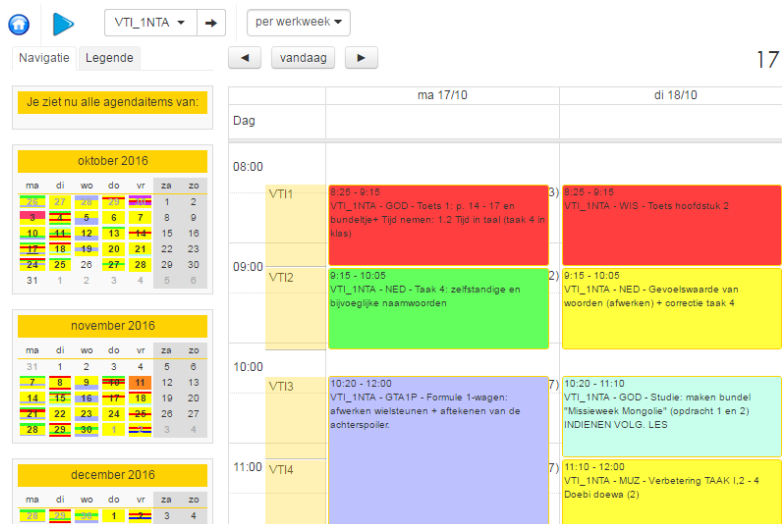 VTI_1NTA
per werkweek
Navigatie Legende
vandaag
17
Je ziet nu alle agendaitems van:
oktober 2016
ma di wo do vr za zo
26 27 28 29 30 1 2
3 4 5 6 7 8 9
10 11 12 13 14 15 16
17 18 19 20 21 22 23
24 25 26 27 28 29 30
31 1 2 3 4 5 6
november 2016
ma di wo do vr za zo
31 1 2 3 4 5 6
7 8 9 10 11 12 13
14 15 16 17 18 19 20
21 22 23 24 25 26 27
28 29 30 1 2 3 4
december 2016
ma di wo do vr za zo
28 29 30 1 2 3 4
ma 17/10 di 18/10
Dag
08:00
VTI1
8:25 - 9:15
VTI_1NTA - GOD - Toets 1: p. 14 - 17 en
bundeltje+ Tijd nemen: 1.2 Tijd in taal (taak 4 in
klas)
3)
8:25 - 9:15
VTI_1NTA - WIS - Toets hoofdstuk 2
09:00
VTI2
9:15 - 10:05
VTI_1NTA - NED - Taak 4: zelfstandige en
bijvoeglijke naamwoorden
2)
9:15 - 10:05
VTI_1NTA - NED - Gevoelswaarde van
woorden (afwerken) + correctie taak 4
10:00
VTI3
10:20 - 12:00
VTI_1NTA - GTA1P - Formule 1-wagen:
afwerken wielsteunen + aftekenen van de
achterspoiler.
7)
10:20 - 11:10
VTI_1NTA - GOD - Studie: maken bundel
"Missieweek Mongolie" (opdracht 1 en 2)
INDIENEN VOLG. LES
11:00
VTI4
7)
11:10 - 12:00
VTI_1NTA - MUZ - Verbetering TAAK I,2 - 4
Doebi doewa (2)